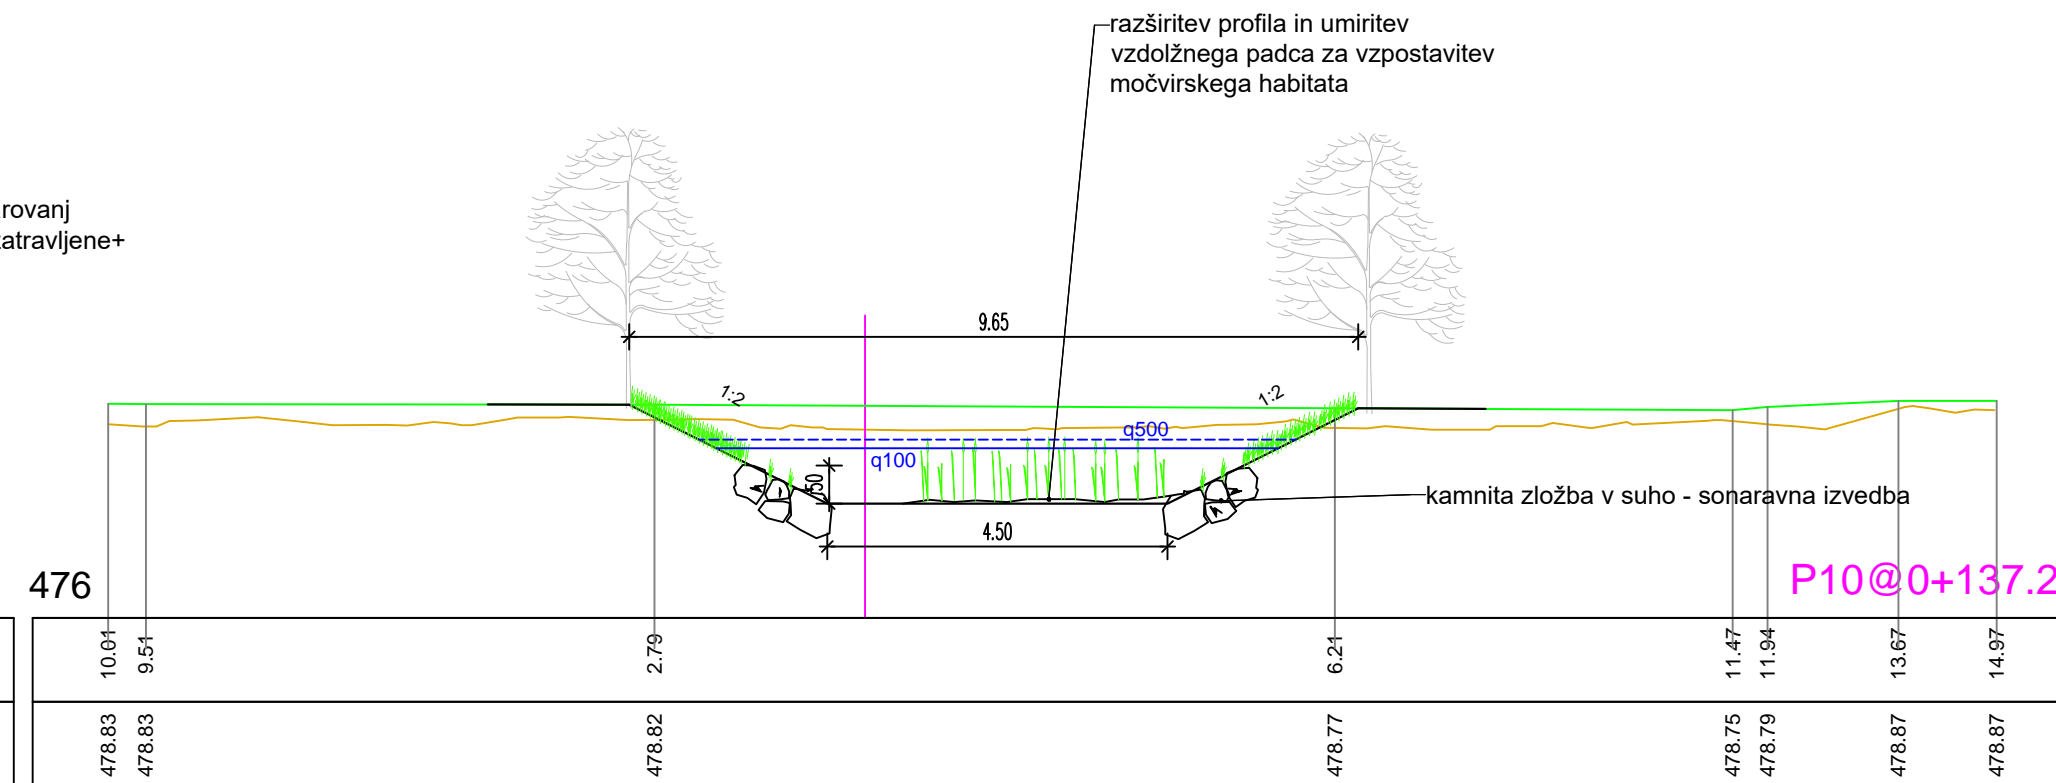 razširitev profila in umiritev
vzdolžnega padca za vzpostavitev
močvirskega habitata
rovanj
atravljene+
9.65
1:2
1:2
q500
q100
50
kamnita zložba v suho - sonaravna izvedba
4.50
476
P10@0+137.2
10.01
9.51
2.79
6.21
11.47
11.94
13.67
14.97
478.83
478.83
478.82
478.77
478.75
478.79
478.87
478.87